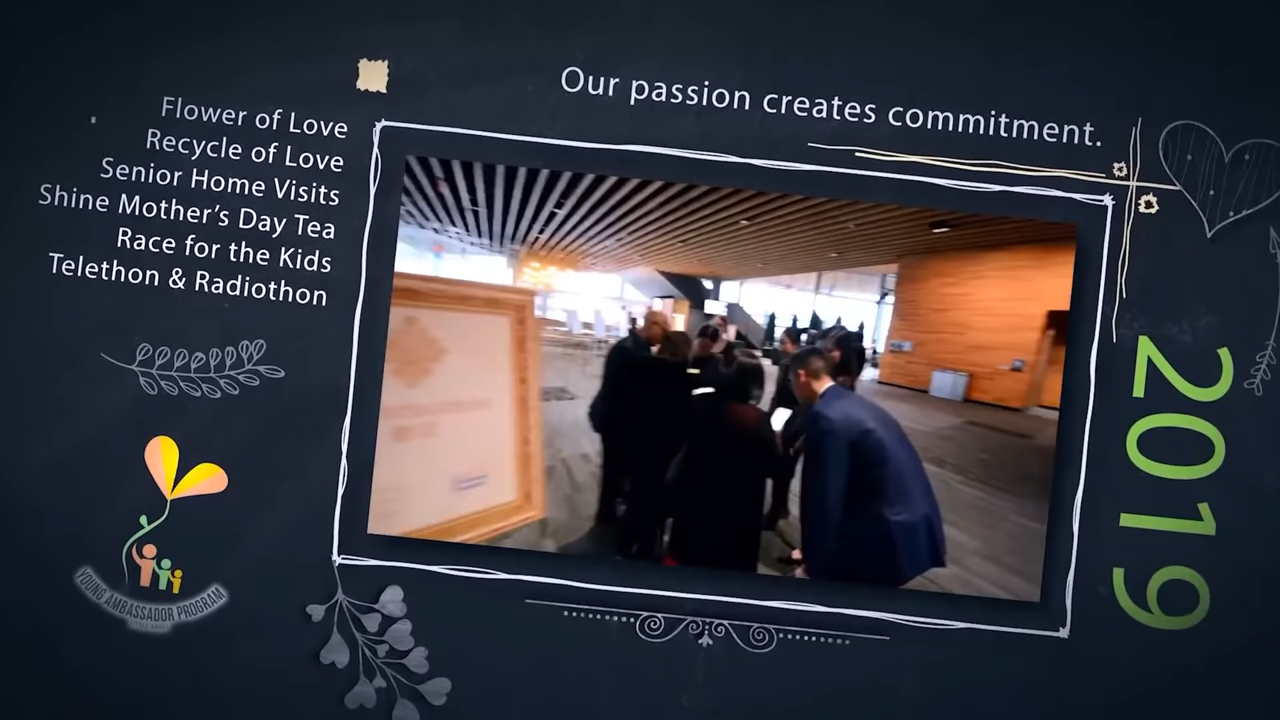 Our passion creates commitment.
Flower of Love
Recycle of Love
Senior Home Visits
Shine Mother's Day Tea
Race for the Kids
Telethon & Radiothon
2019
YOUNG AMBASSADOR PROGRAM